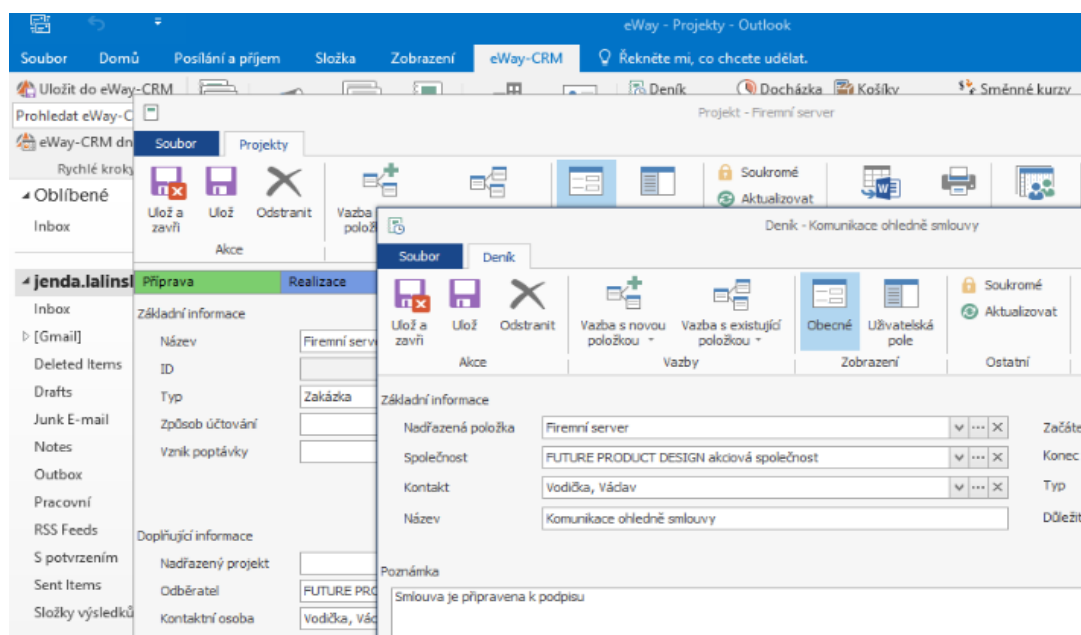 eWay - Projekty - Outlook
Soubor Domů Posílání a příjem Složka Zobrazení eWay-CRM Řekněte mi, co chcete udělat.
Uložit do eWay-CRM Deník Docházka Košíky Směnné kurzy
Prohledat eWay-C
eWay-CRM dn
Rychlé kroky
Oblíbené
Inbox
jenda.lalinsl
Inbox
[Gmail]
Deleted Items
Drafts
Junk E-mail
Notes
Outbox
Pracovní
RSS Feeds
S potvrzením
Sent Items
Složky výsledků
Projekt - Firemní server
Soubor Projekty
Ulož a zavři
Ulož
Odstranit
Vazba
polož
Soukromé
Aktualizovat
Akce
Příprava Realizace
Základní informace
Název Firemní serve
ID
Typ Zakázka
Způsob účtování
Vznik poptávky
Doplňující informace
Nadřazený projekt
Odběratel FUTURE PRO
Kontaktní osoba Vodička, Vác
Deník - Komunikace ohledně smlouvy
Soubor Deník
Ulož a zavři
Ulož
Odstranit
Vazba s novou položkou
Vazba s existující položkou
Obecné
Uživatelská pole
Soukromé
Aktualizovat
Akce Vazby Zobrazení Ostatní
Základní informace
Nadřazená položka Firemní server Začáte
Společnost FUTURE PRODUCT DESIGN akciová společnost Konec
Kontakt Vodička, Václav Typ
Název Komunikace ohledně smlouvy Důležit
Poznámka
Smlouva je připravena k podpisu